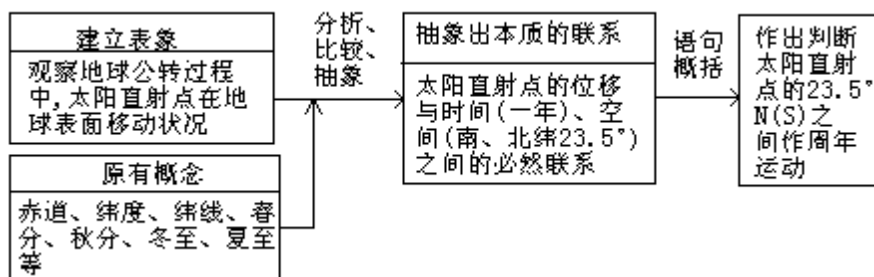 建立表象
观察地球公转过程
中,太阳直射点在地
球表面移动状况
原有概念
赤道、纬度、纬线、春
分、秋分、冬至、夏至
等
分析、
比较、
抽象
抽象出本质的联系
太阳直射点的位移
与时间(一年)、空
间(南、北纬23.5°)
之间的必然联系
语句
概括
作出判断
太阳直射
点的23.5°
N(S)之
间作周年
运动